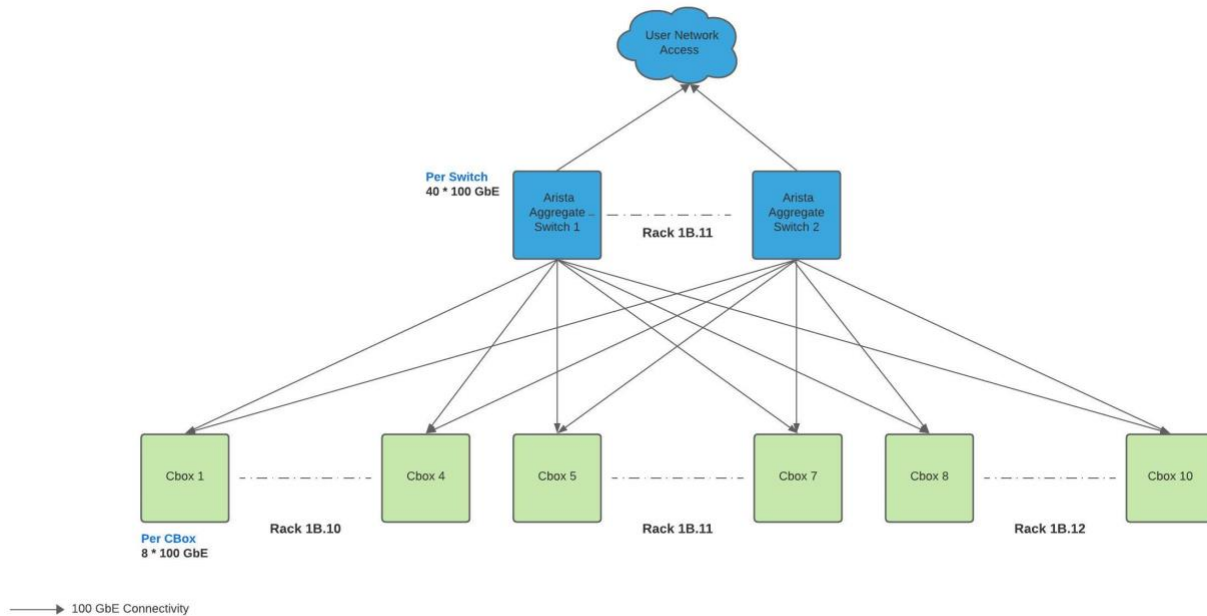 User Network
Access
Per Switch
40 * 100 GbE
Arista
Aggregate
Switch 1
Arista
Aggregate
Switch 2
Rack 1B.11
Cbox 1
Cbox 4
Cbox 5
Cbox 7
Cbox 8
Cbox 10
Rack 1B.10
Rack 1B.11
Rack 1B.12
Per CBox
8 * 100 GbE
100 GbE Connectivity